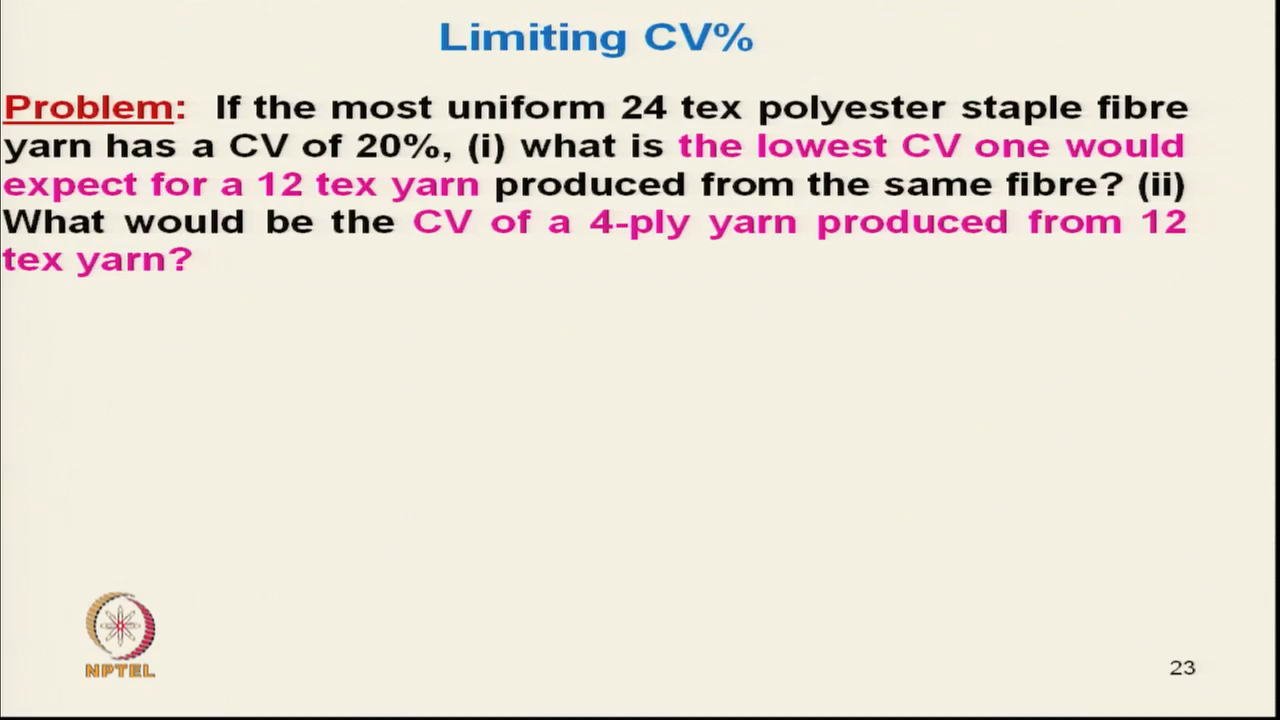 Limiting CV%
Problem: If the most uniform 24 tex polyester staple fibre
yarn has a CV of 20%, (i) what is the lowest CV one would
expect for a 12 tex yarn produced from the same fibre? (ii)
What would be the CV of a 4-ply yarn produced from 12
tex yarn?
NPTEL
23